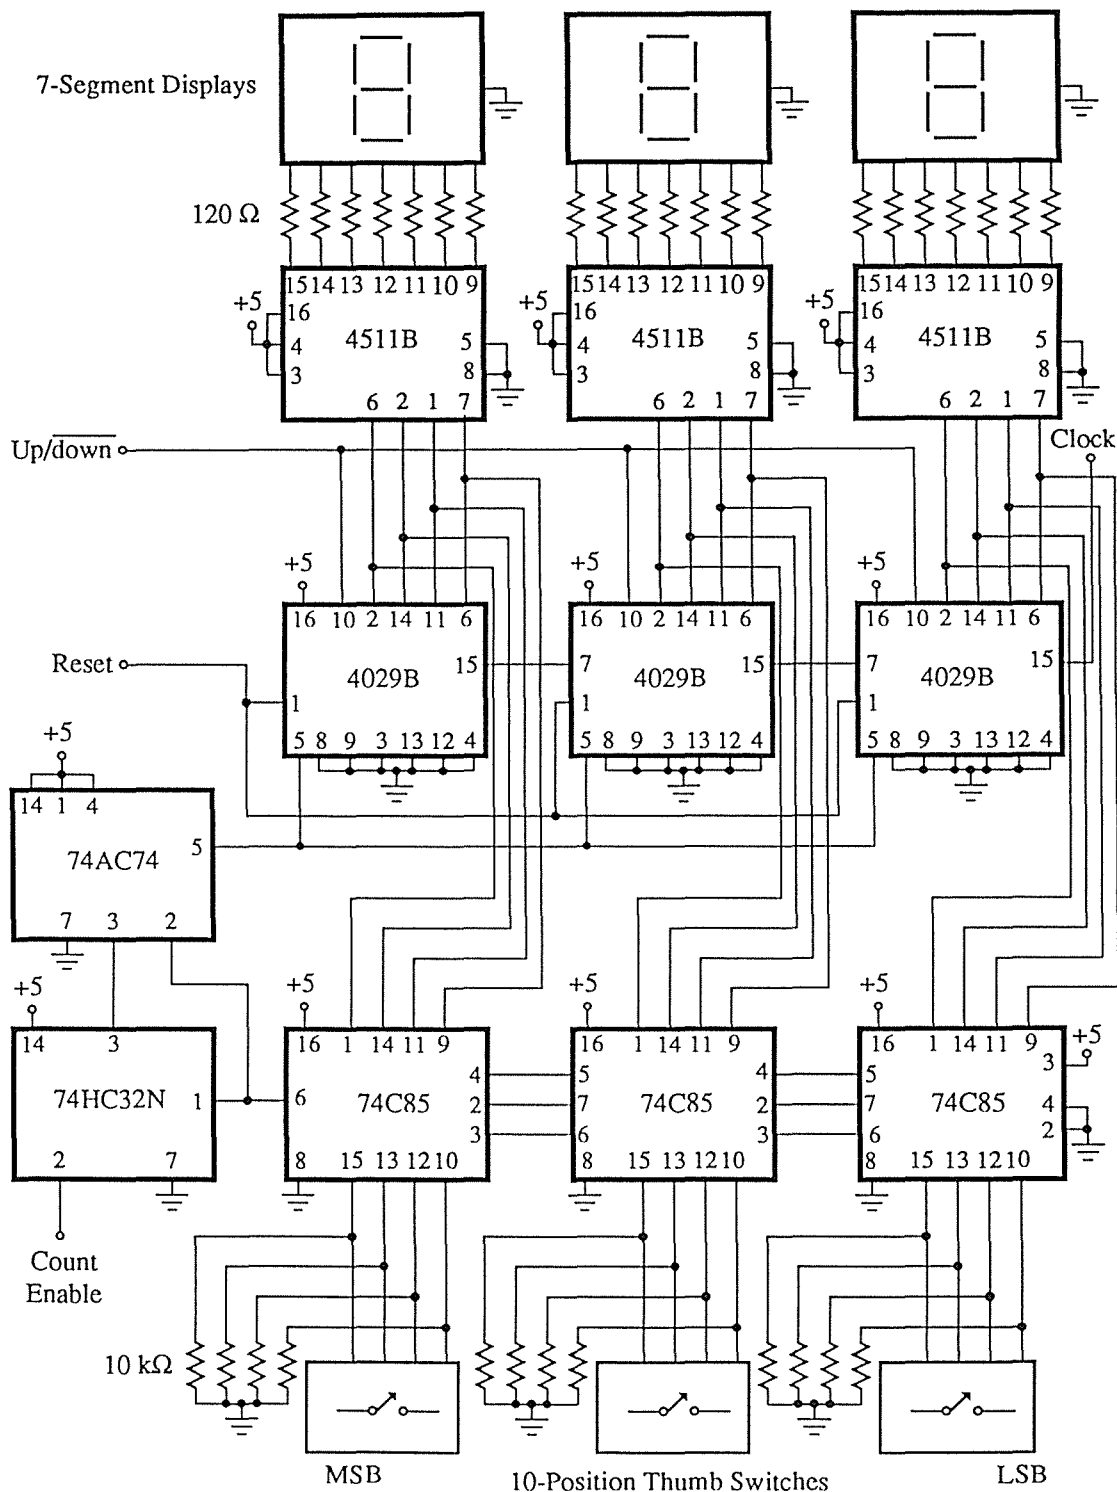 7-Segment Displays
120 Ω
15 14 13 12 11 10 9
15 14 13 12 11 10 9
15 14 13 12 11 10 9
+5
16
4511B
4
5
3
8
6 2 1 7
+5
16
4511B
4
5
3
8
6 2 1 7
+5
16
4511B
4
5
3
8
6 2 1 7
Up/down
Clock
+5
+5
+5
16 10 2 14 11 6
16 10 2 14 11 6
16 10 2 14 11 6
Reset
4029B
15
1
7
4029B
15
1
7
4029B
15
1
5 8 9 3 13 12 4
5 8 9 3 13 12 4
5 8 9 3 13 12 4
+5
14 1 4
74AC74
5
7 3 2
+5
14 3
74HC32N
1
2 7
Count
Enable
+5
16 1 14 11 9
6
74C85
4
2
3
8
15 13 12 10
+5
16 1 14 11 9
5
7
6
74C85
4
2
3
8
15 13 12 10
+5
16 1 14 11 9
5
7
6
74C85
3
+5
4
2
8
15 13 12 10
10 kΩ
MSB
10-Position Thumb Switches
LSB